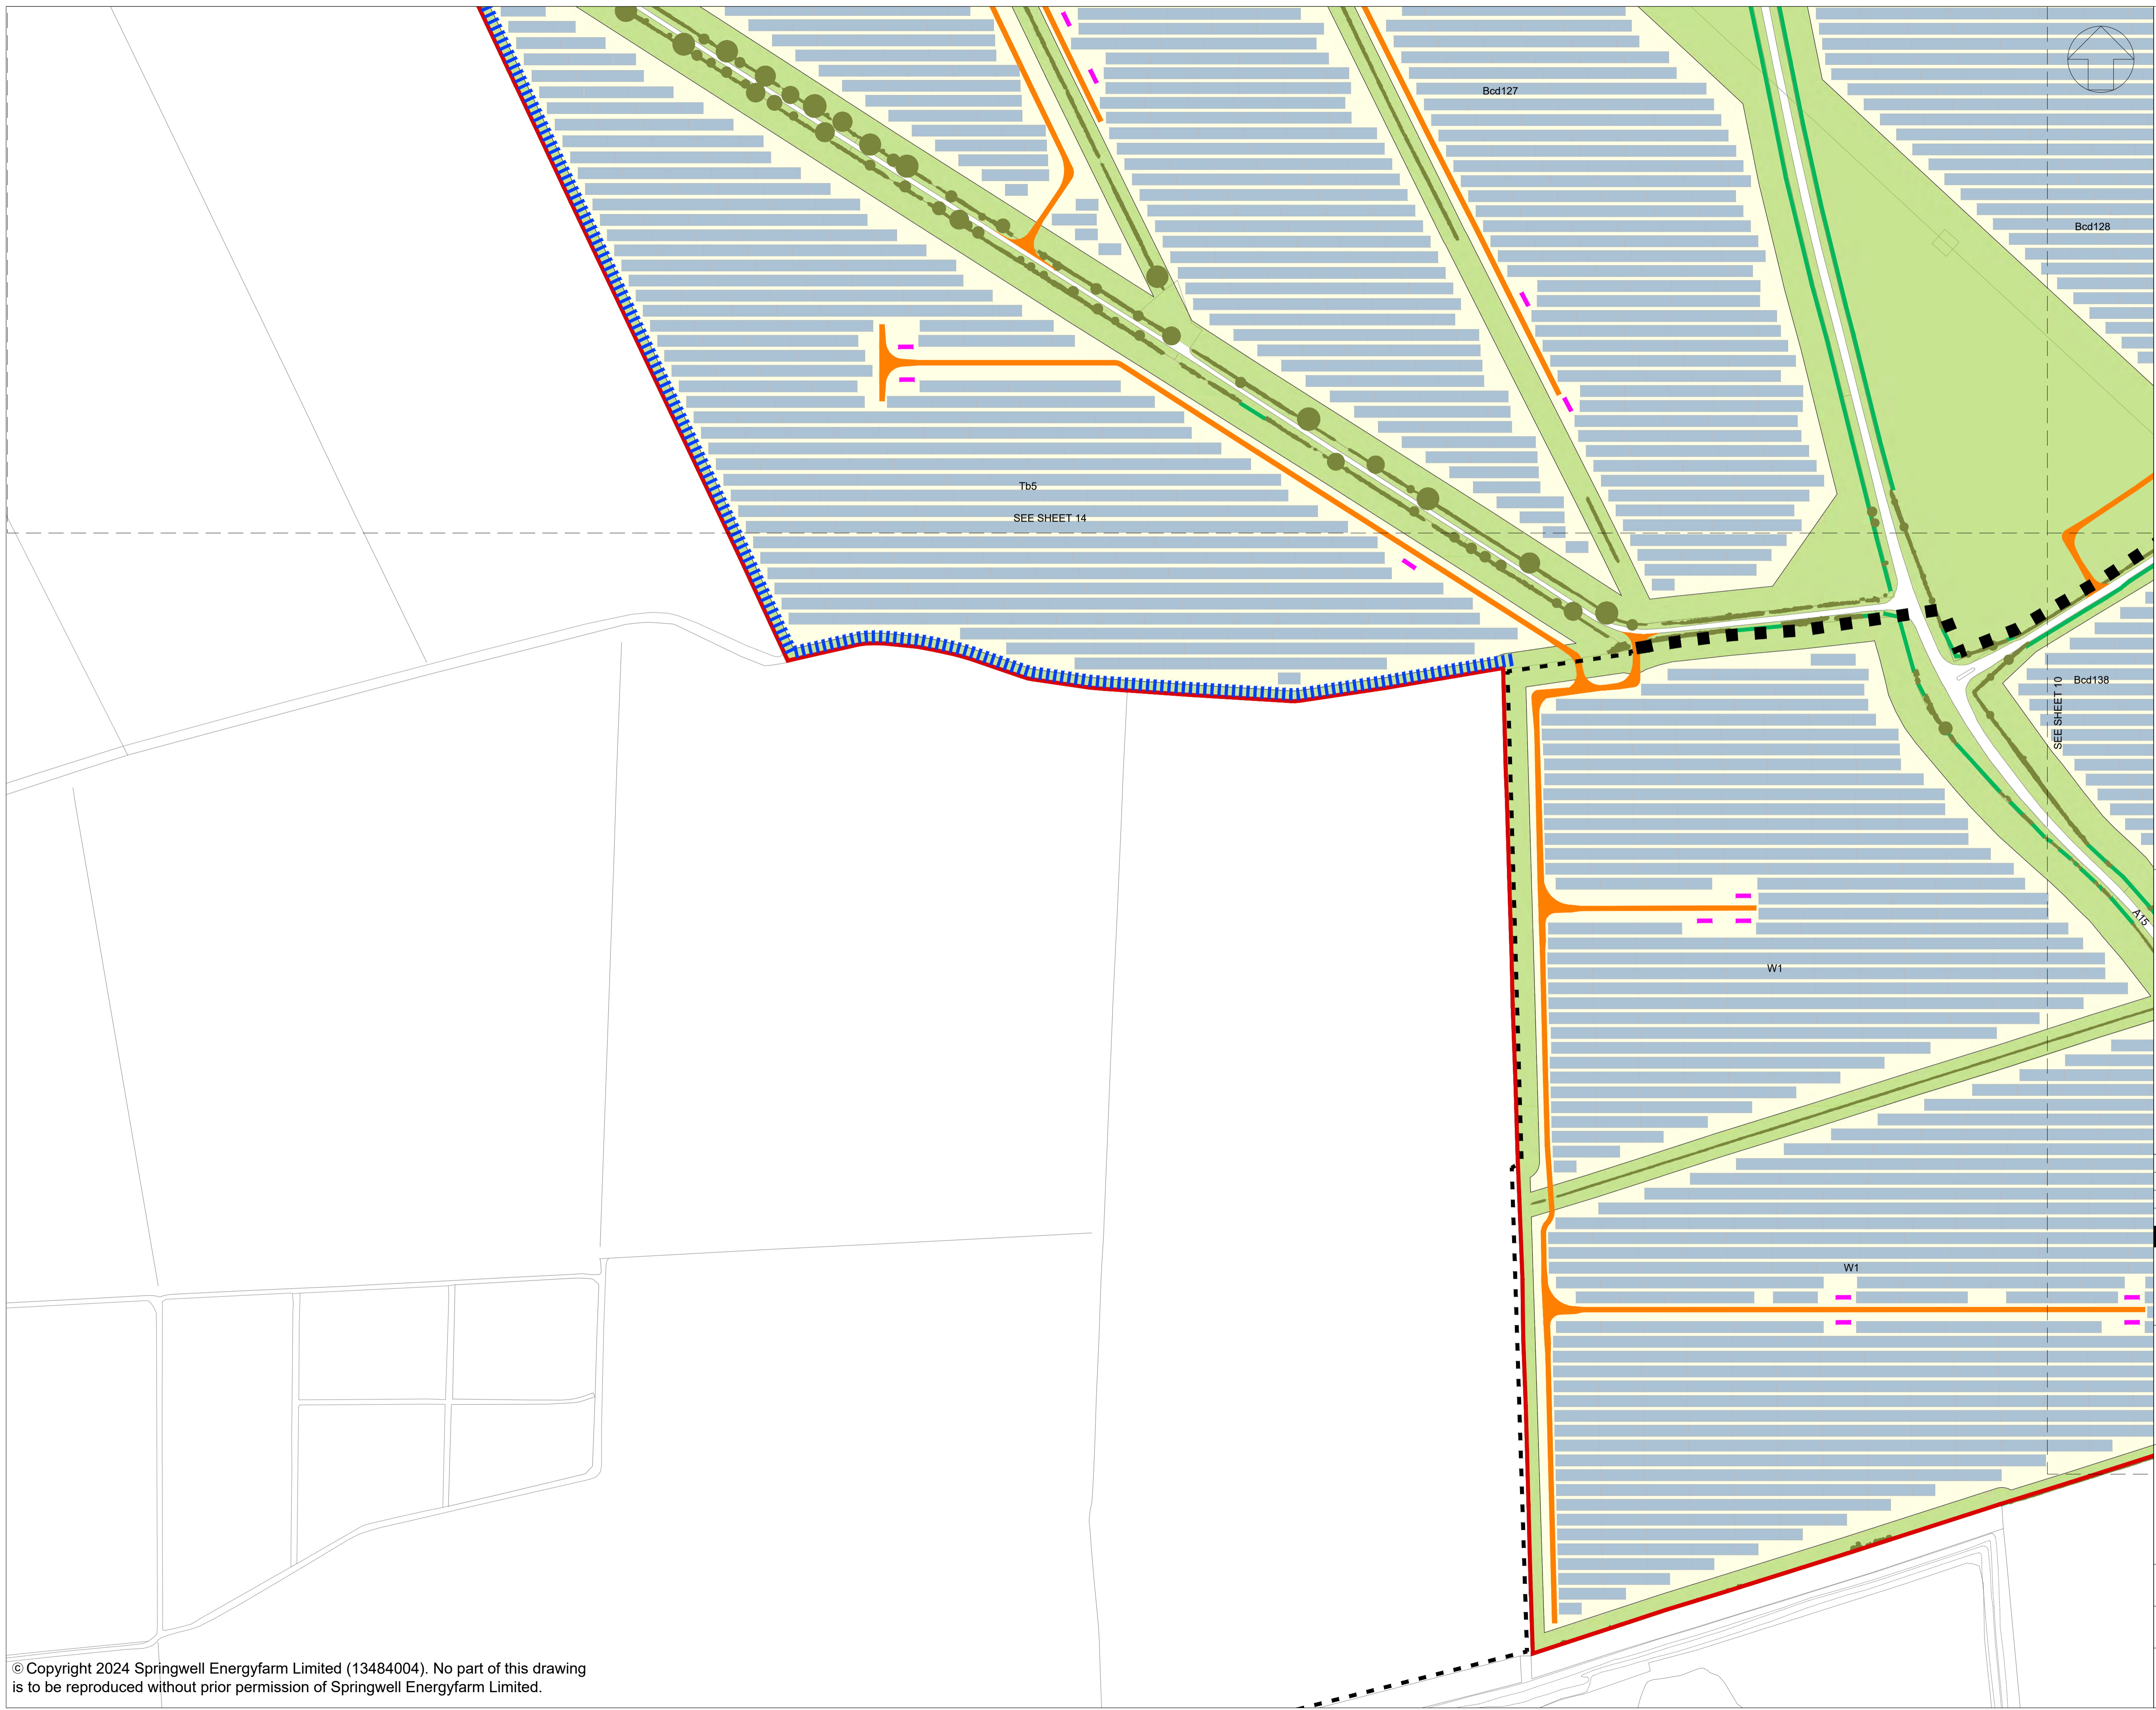 Bcd127
Bcd128
Tb5
SEE SHEET 14
Bcd138
SEE SHEET 10
A15
W1
W1
© Copyright 2024 Springwell Energyfarm Limited (13484004). No part of this drawing
is to be reproduced without prior permission of Springwell Energyfarm Limited.